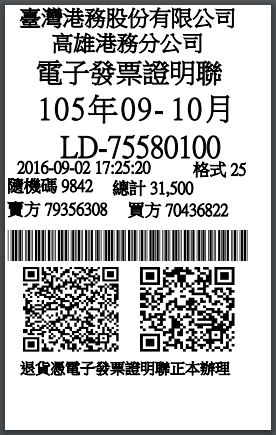 臺灣港務股份有限公司
高雄港務分公司
電子發票證明聯
105年09-10月
LD-75580100
2016-09-02 17:25:20 格式 25
隨機碼 9842 總計 31,500
賣方 79356308 買方 70436822
退貨憑電子發票證明聯正本辦理